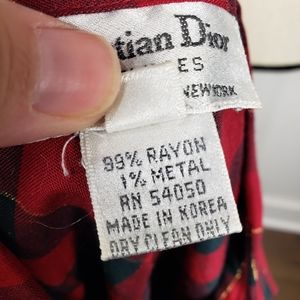 tian Dior
ES
NEW YORK
99% RAYON
1% METAL
RN 54050
MADE IN KOREA
DRY CLEAN ONLY